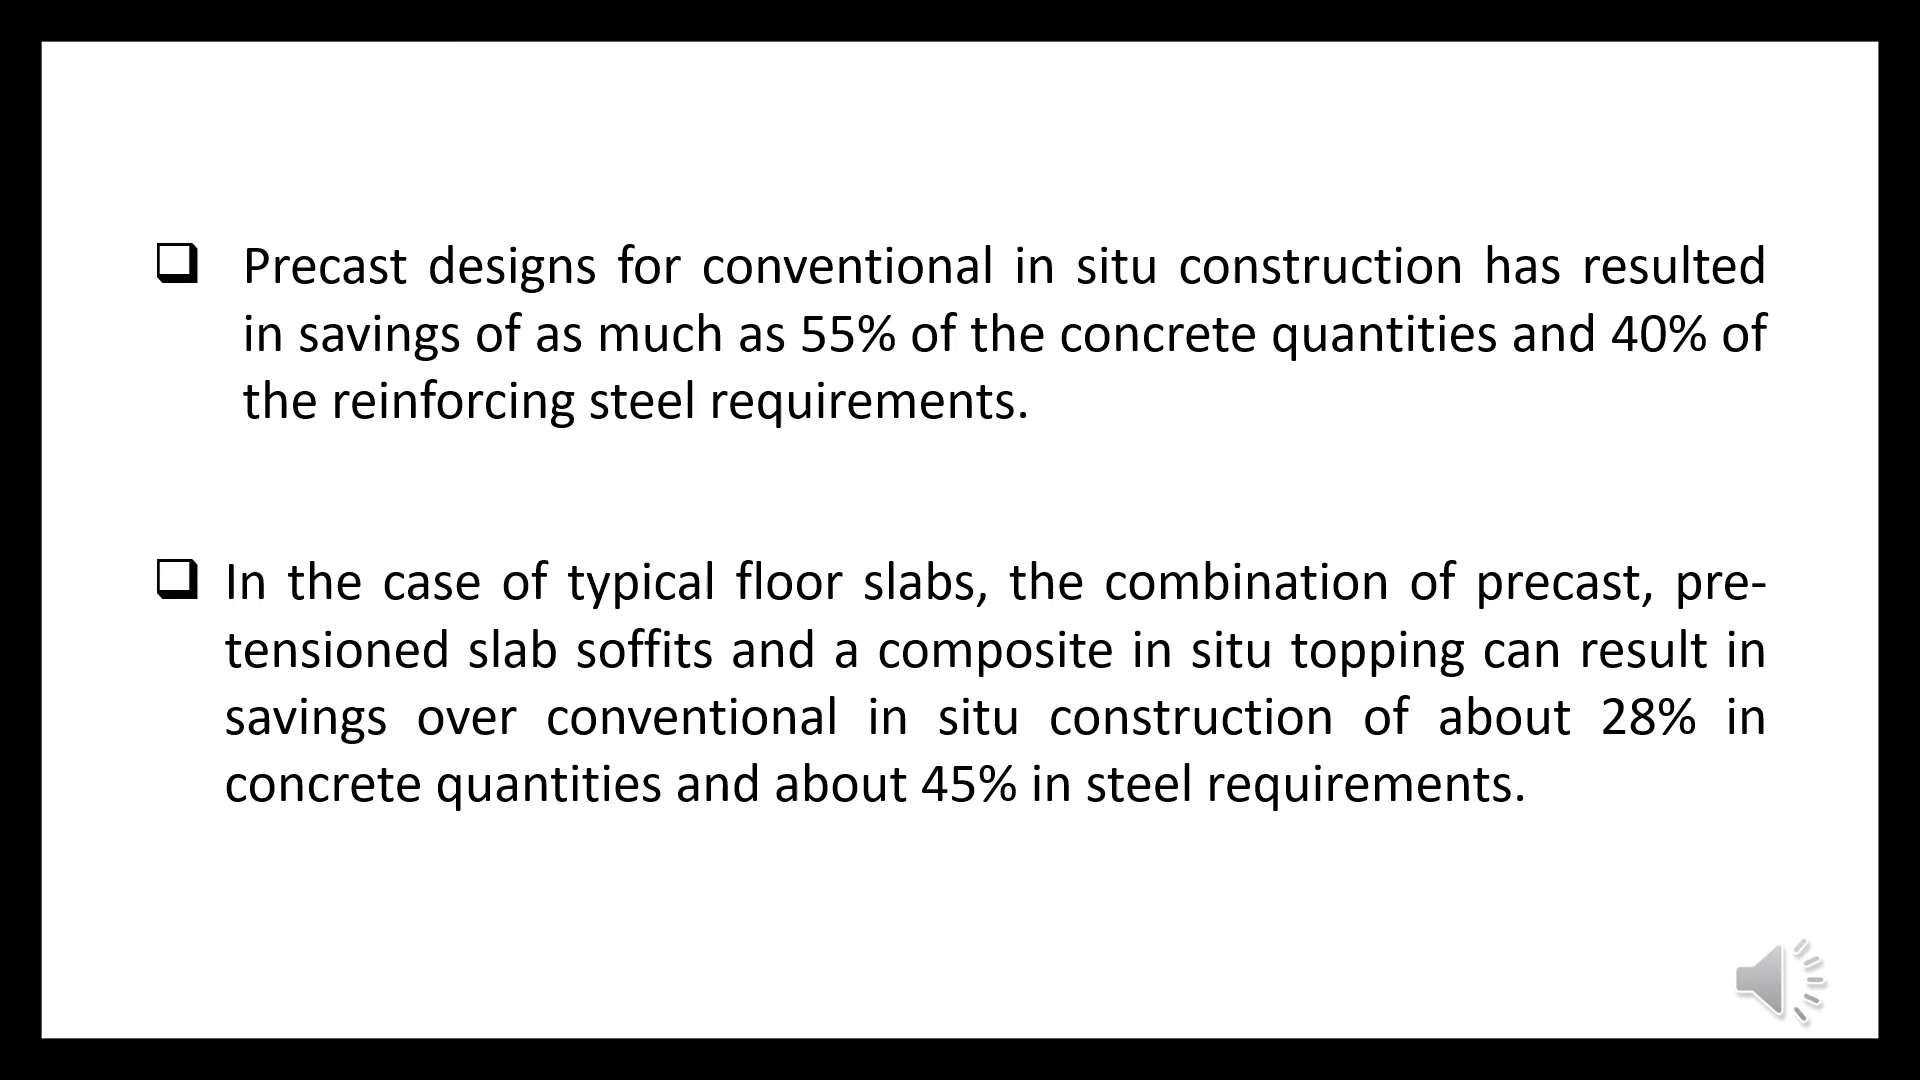 Precast designs for conventional in situ construction has resulted
in savings of as much as 55% of the concrete quantities and 40% of
the reinforcing steel requirements.
In the case of typical floor slabs, the combination of precast, pre-
tensioned slab soffits and a composite in situ topping can result in
savings over conventional in situ construction of about 28% in
concrete quantities and about 45% in steel requirements.